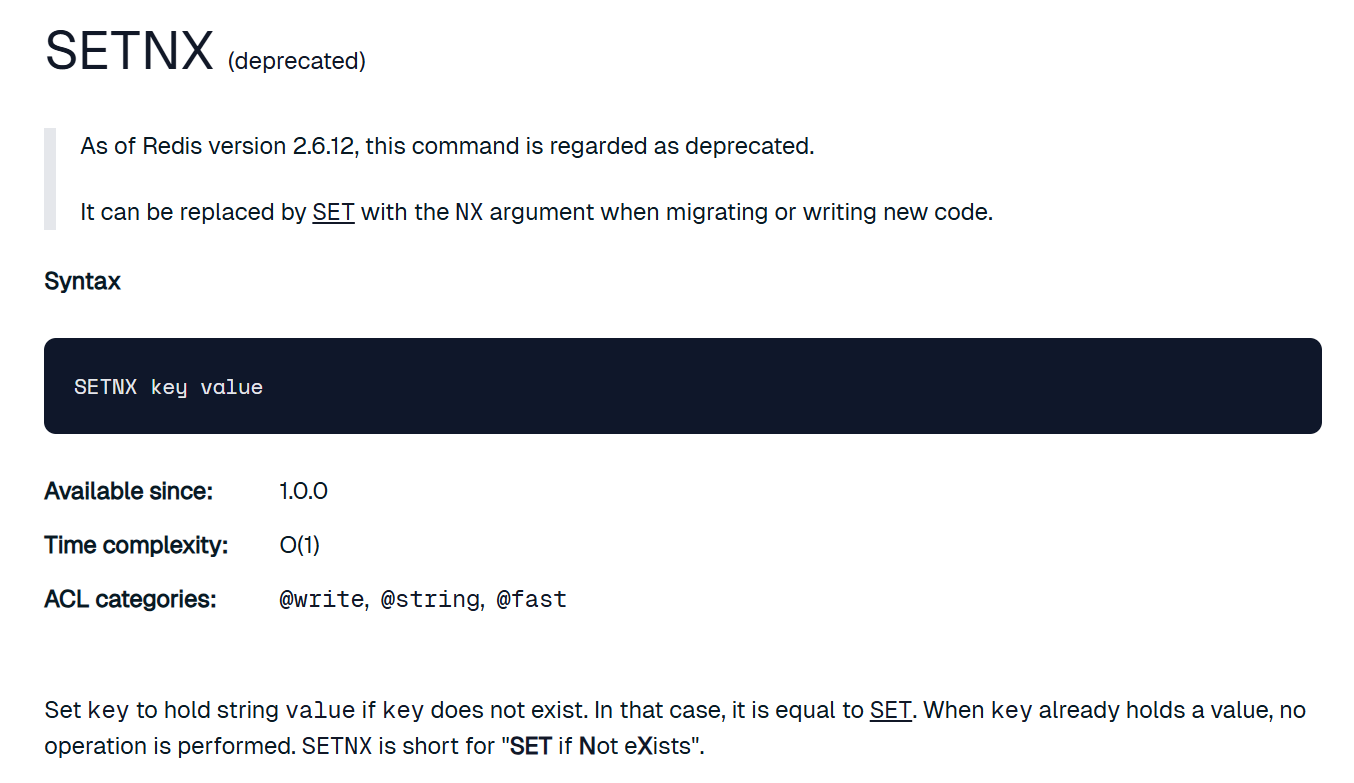 SETNX (deprecated)
As of Redis version 2.6.12, this command is regarded as deprecated.
It can be replaced by SET with the NX argument when migrating or writing new code.
Syntax
SETNX key value
Available since: 1.0.0
Time complexity: O(1)
ACL categories: @write, @string, @fast
Set key to hold string value if key does not exist. In that case, it is equal to SET. When key already holds a value, no
operation is performed. SETNX is short for "SET if Not eXists".